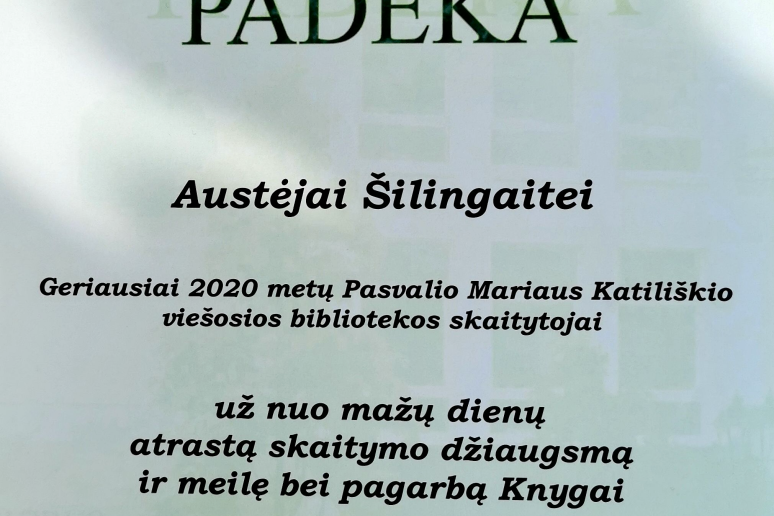 PADĖKA
Austėjai Šilingaitei
Geriausiai 2020 metų Pasvalio Mariaus Katiliškio
viešosios bibliotekos skaitytojai
už nuo mažų dienų
atrastą skaitymo džiaugsmą
ir meilę bei pagarbą Knygai